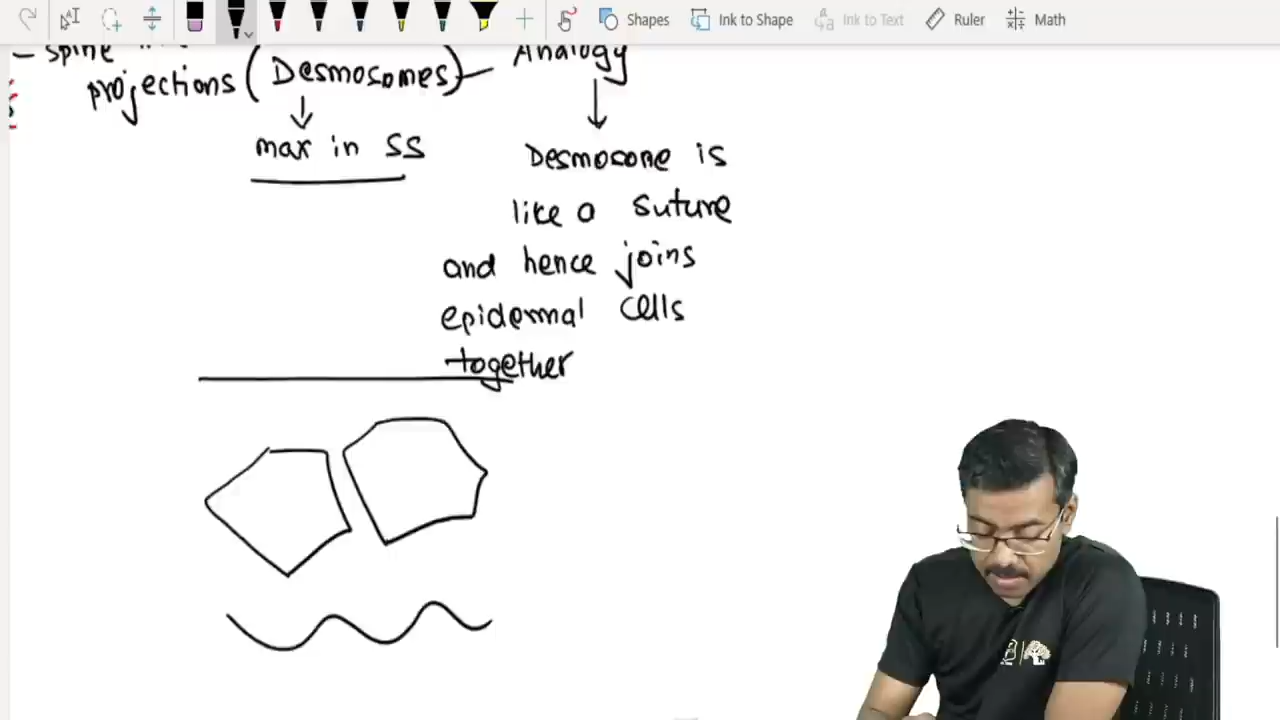 Shapes
Ink to Shape
Ink to Text
Ruler
Math
– spine
projections (Desmosomes) – Analogy
max in SS
Desmosome is
like a suture
and hence joins
epidermal cells
together